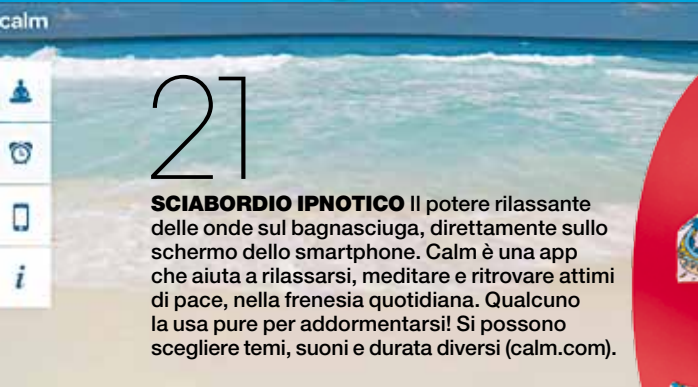 calm
21
SCIABORDIO IPNOTICO Il potere rilassante
delle onde sul bagnasciuga, direttamente sullo
schermo dello smartphone. Calm è una app
che aiuta a rilassarsi, meditare e ritrovare attimi
di pace, nella frenesia quotidiana. Qualcuno
la usa pure per addormentarsi! Si possono
scegliere temi, suoni e durata diversi (calm.com).
i